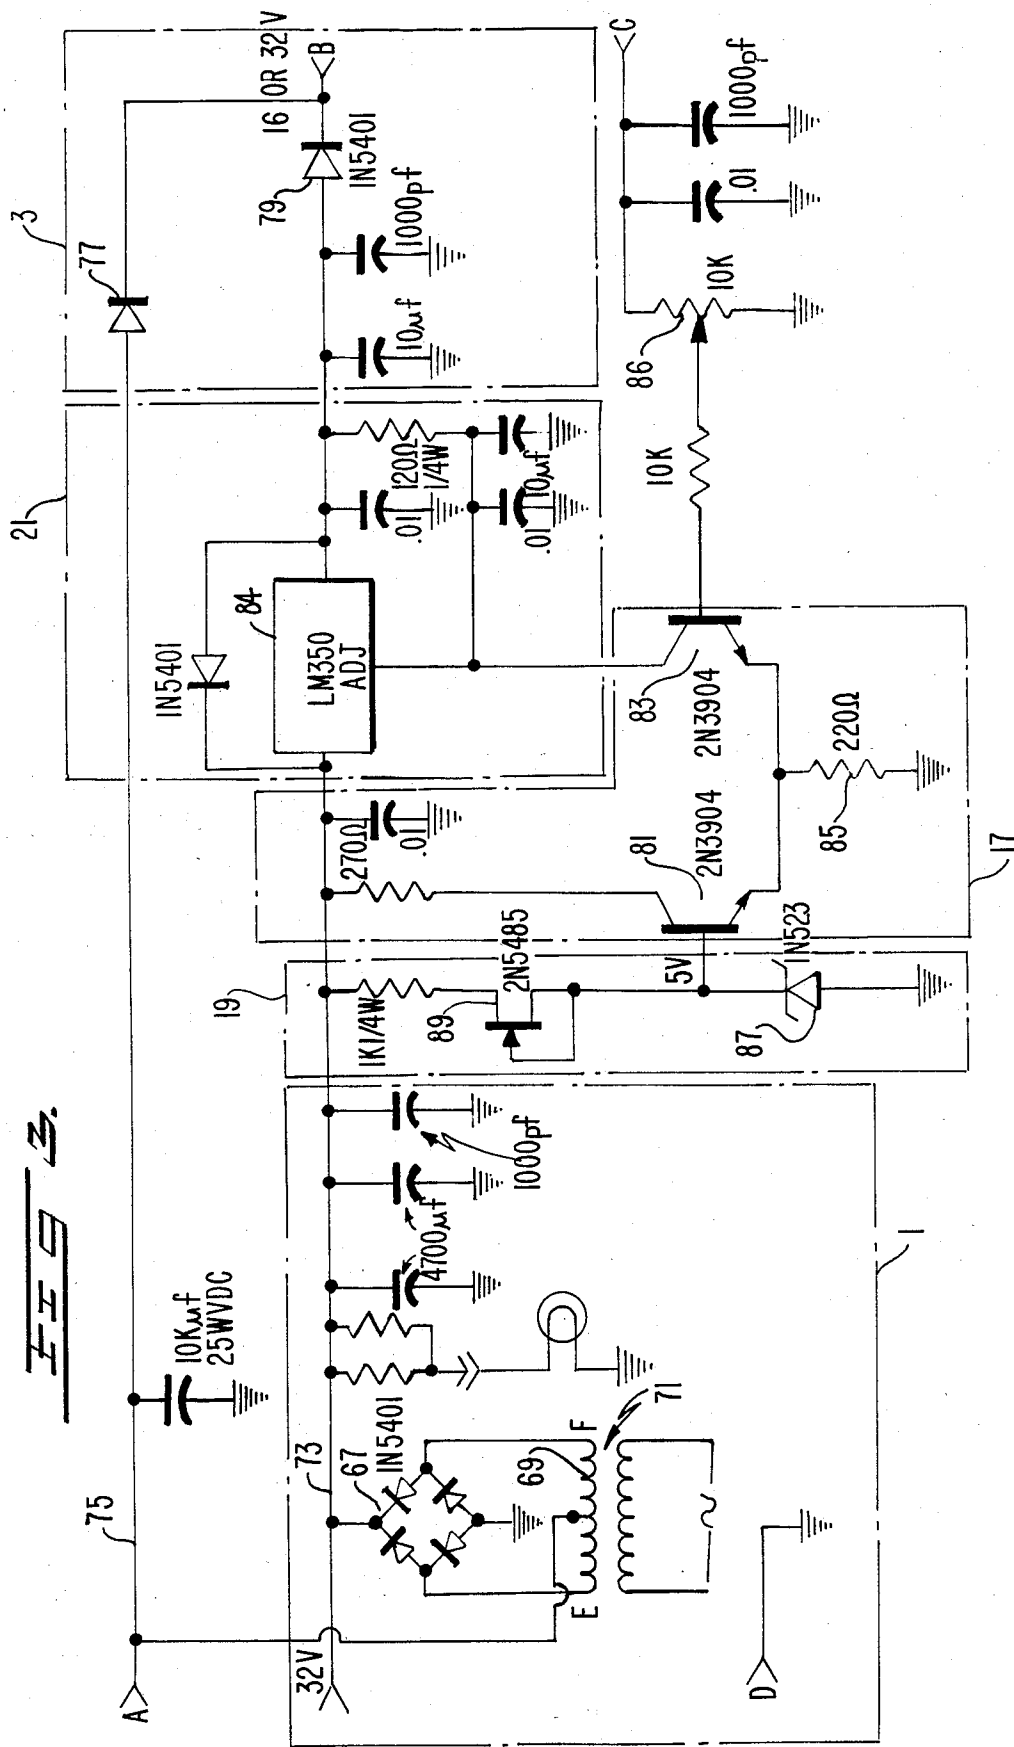 FIG 3.
3
77
16 OR 32V
B
79
IN5401
1000pf
10µf
21
IN5401
84
LM350
ADJ
.01
120Ω
1/4W
.01
10µf
C
1000pf
.01
10K
86
10K
83
2N3904
220Ω
85
2N3904
81
17
270Ω
.01
19
1K1/4W
89
2N5485
5V
IN523
87
1000pf
4700µf
1
10Kµf
25WVDC
75
A
73
67
IN5401
69
F
71
E
32V
D